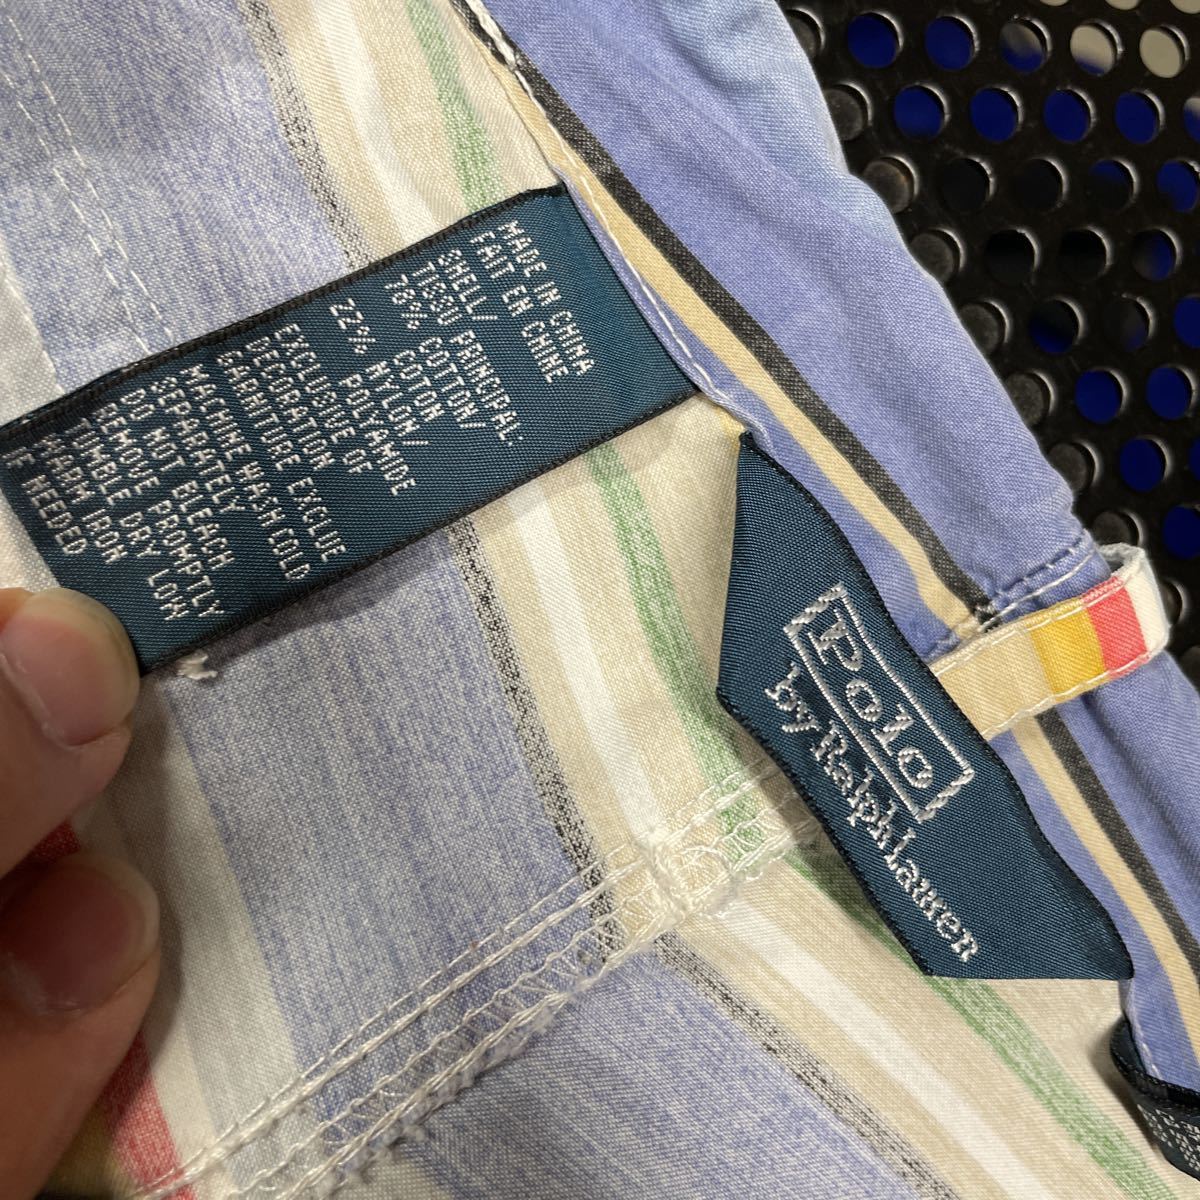 MADE IN CHINA
FAIT EN CHINE
SHELL/
TISSU PRINCIPAL:
78% COTTON/
COTON
22% NYLON/
POLYAMIDE
EXCLUSIVE OF
DECORATION
GARNITURE EXCLUE
MACHINE WASH COLD
SEPARATELY
DO NOT BLEACH
REMOVE PROMPTLY
TUMBLE DRY LOW
WARM IRON
IF NEEDED
Polo
by Ralph Lauren